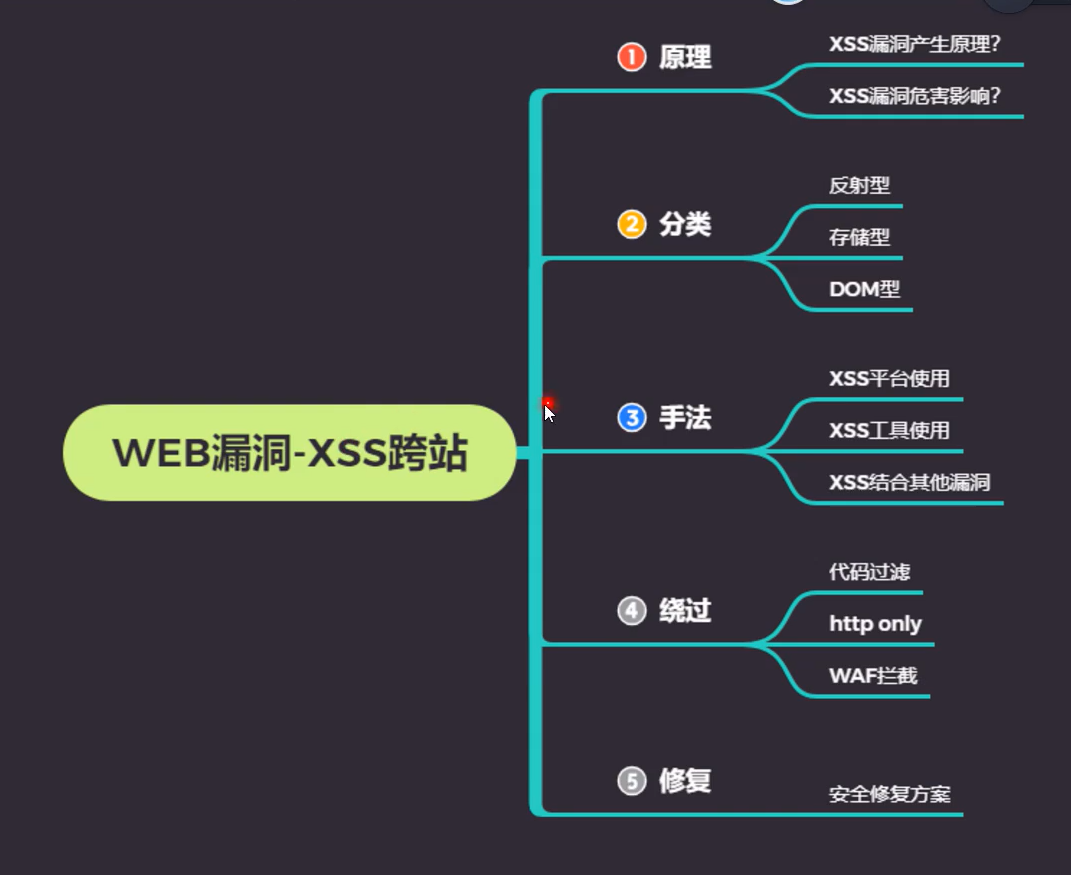 WEB漏洞-XSS跨站
1 原理
XSS漏洞产生原理?
XSS漏洞危害影响?
2 分类
反射型
存储型
DOM型
3 手法
XSS平台使用
XSS工具使用
XSS结合其他漏洞
4 绕过
代码过滤
http only
WAF拦截
5 修复
安全修复方案